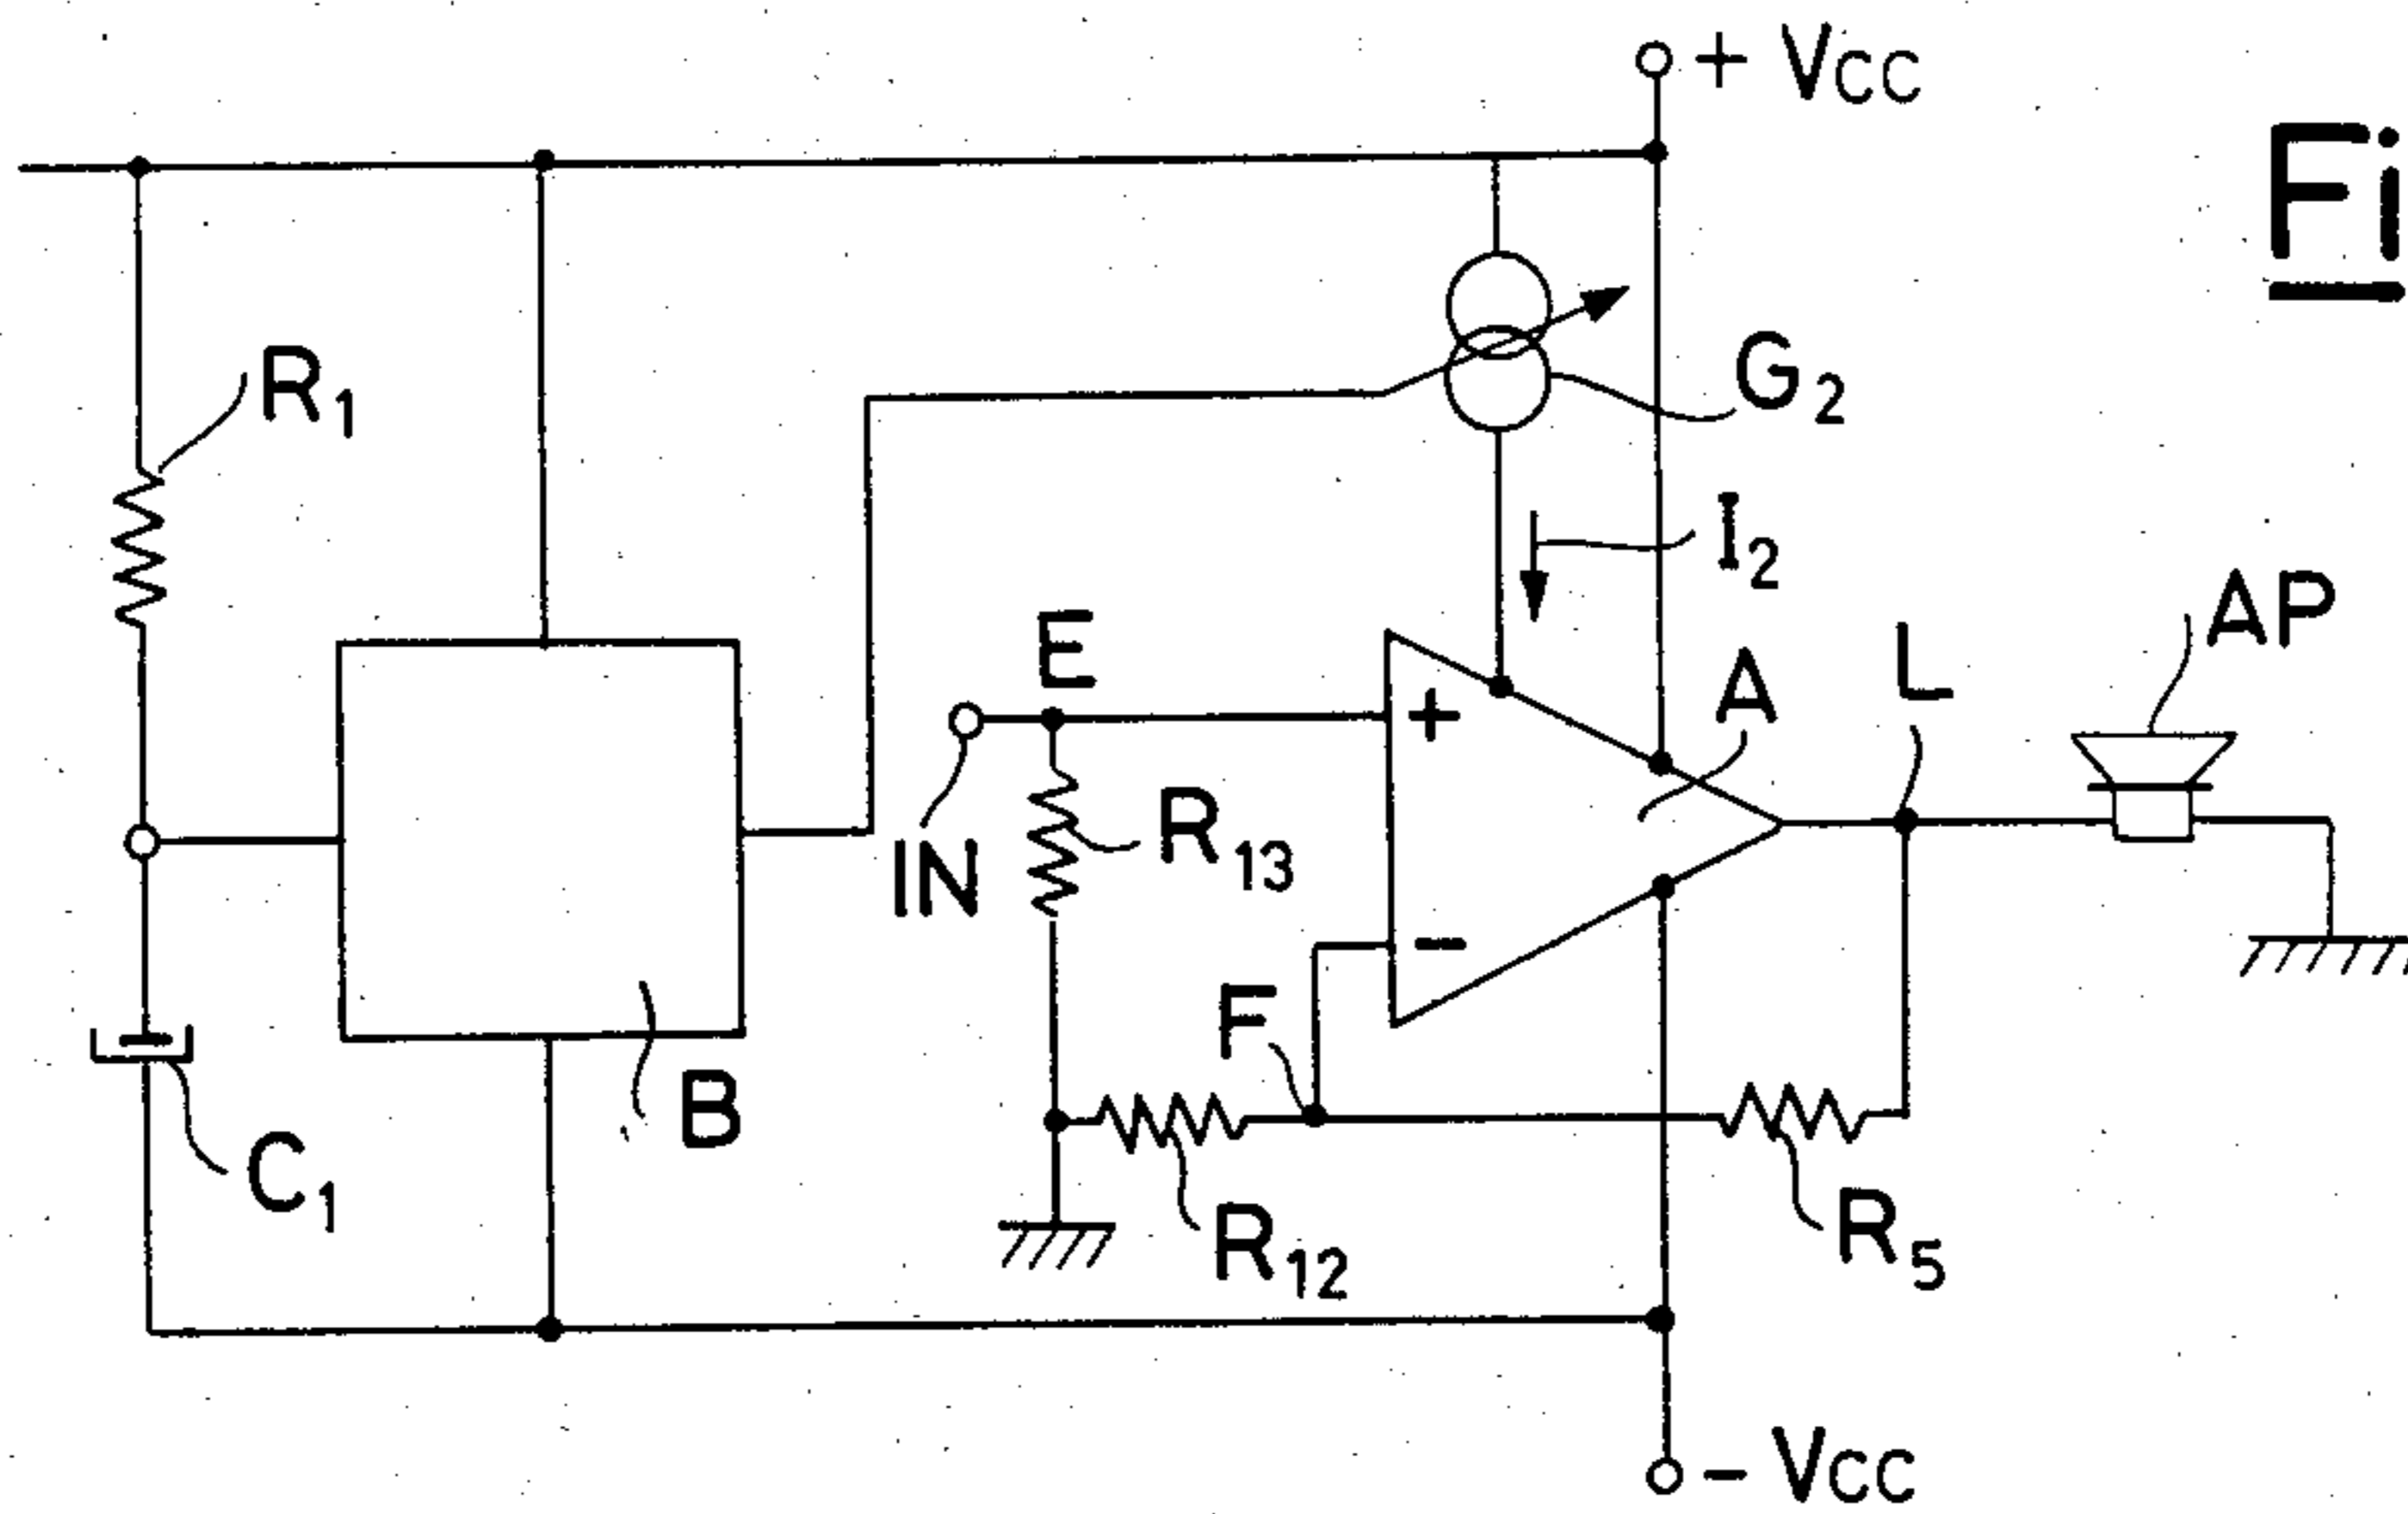 + VCC
Fi
R1
G2
I2
E
AP
L
A
+
R13
IN
-
F
B
C1
R12
R5
- VCC